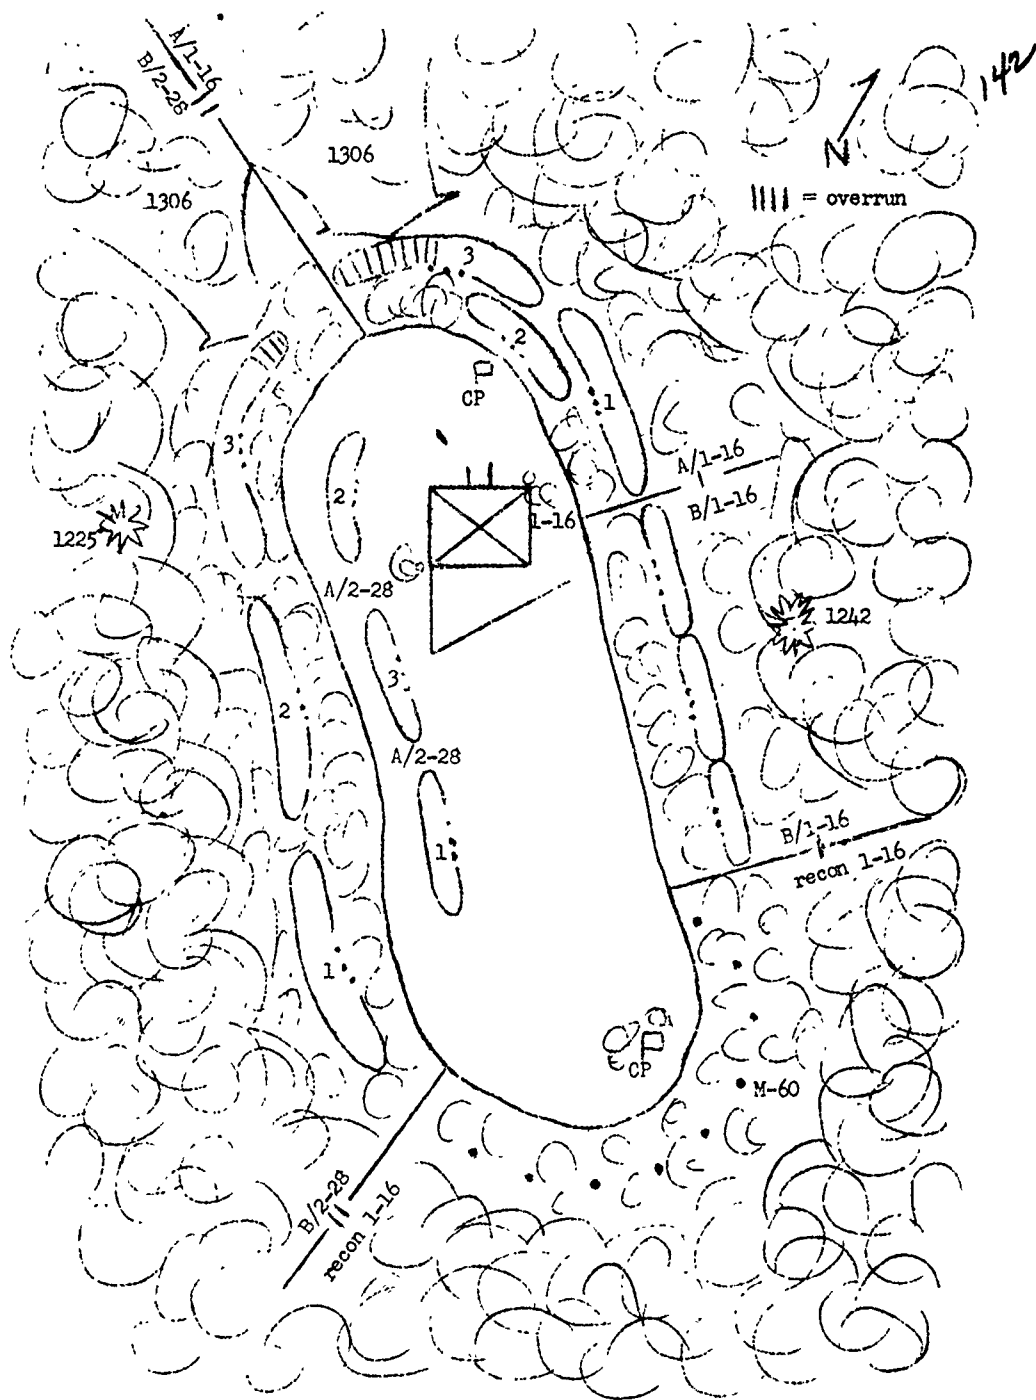 142
A/1-16
B/2-28
1306
1306
N
|||| = overrun
3
2
1
CP
3
2
A/1-16
B/1-16
1-16
1225
A/2-28
1242
3
2
A/2-28
1
B/1-16
recon 1-16
1
CP
M-60
B/2-28
recon 1-16